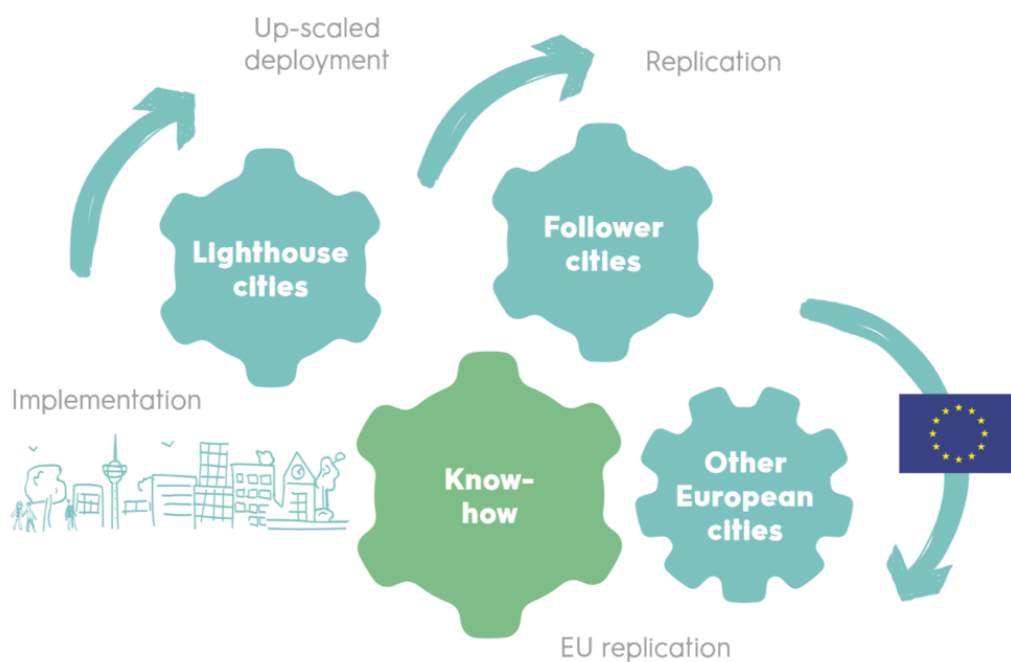 Up-scaled
deployment
Replication
Lighthouse
cities
Follower
cities
Implementation
Know-
how
Other
European
cities
EU replication